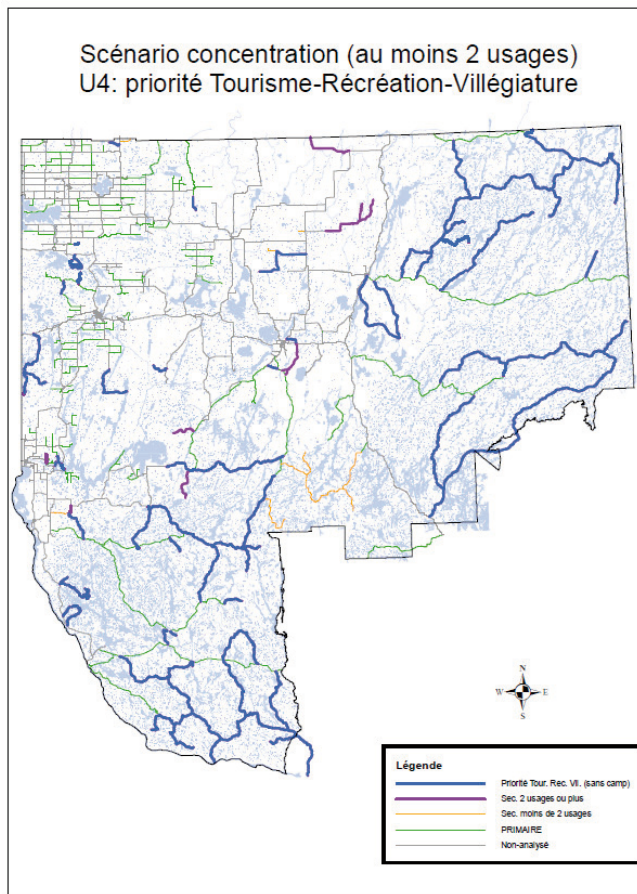 Scénario concentration (au moins 2 usages)
U4: priorité Tourisme-Récréation-Villégiature
N
W E
S
Légende
Priorité Tour. Rec. Vil. (sans camp)
Sec. 2 usages ou plus
Sec. moins de 2 usages
PRIMAIRE
Non-analysé